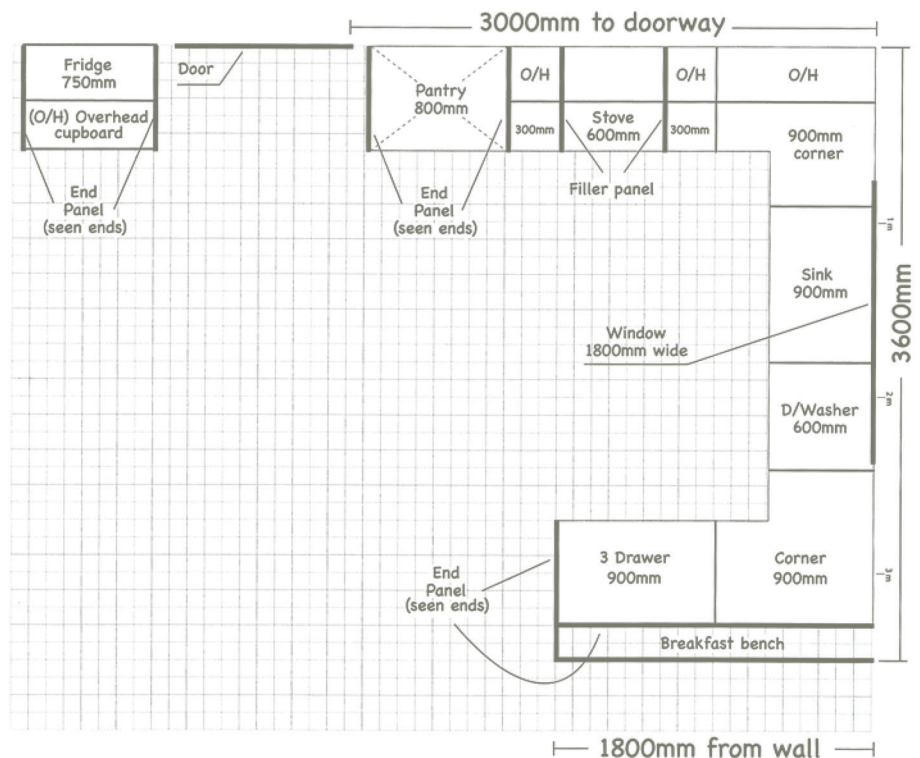 3000mm to doorway
Fridge
750mm
(O/H) Overhead
cupboard
Door
Pantry
800mm
O/H
300mm
Stove
600mm
O/H
300mm
O/H
900mm
corner
End
Panel
(seen ends)
End
Panel
(seen ends)
Filler panel
1m
Sink
900mm
Window
1800mm wide
3600mm
2m
D/Washer
600mm
3 Drawer
900mm
Corner
900mm
3m
End
Panel
(seen ends)
Breakfast bench
1800mm from wall